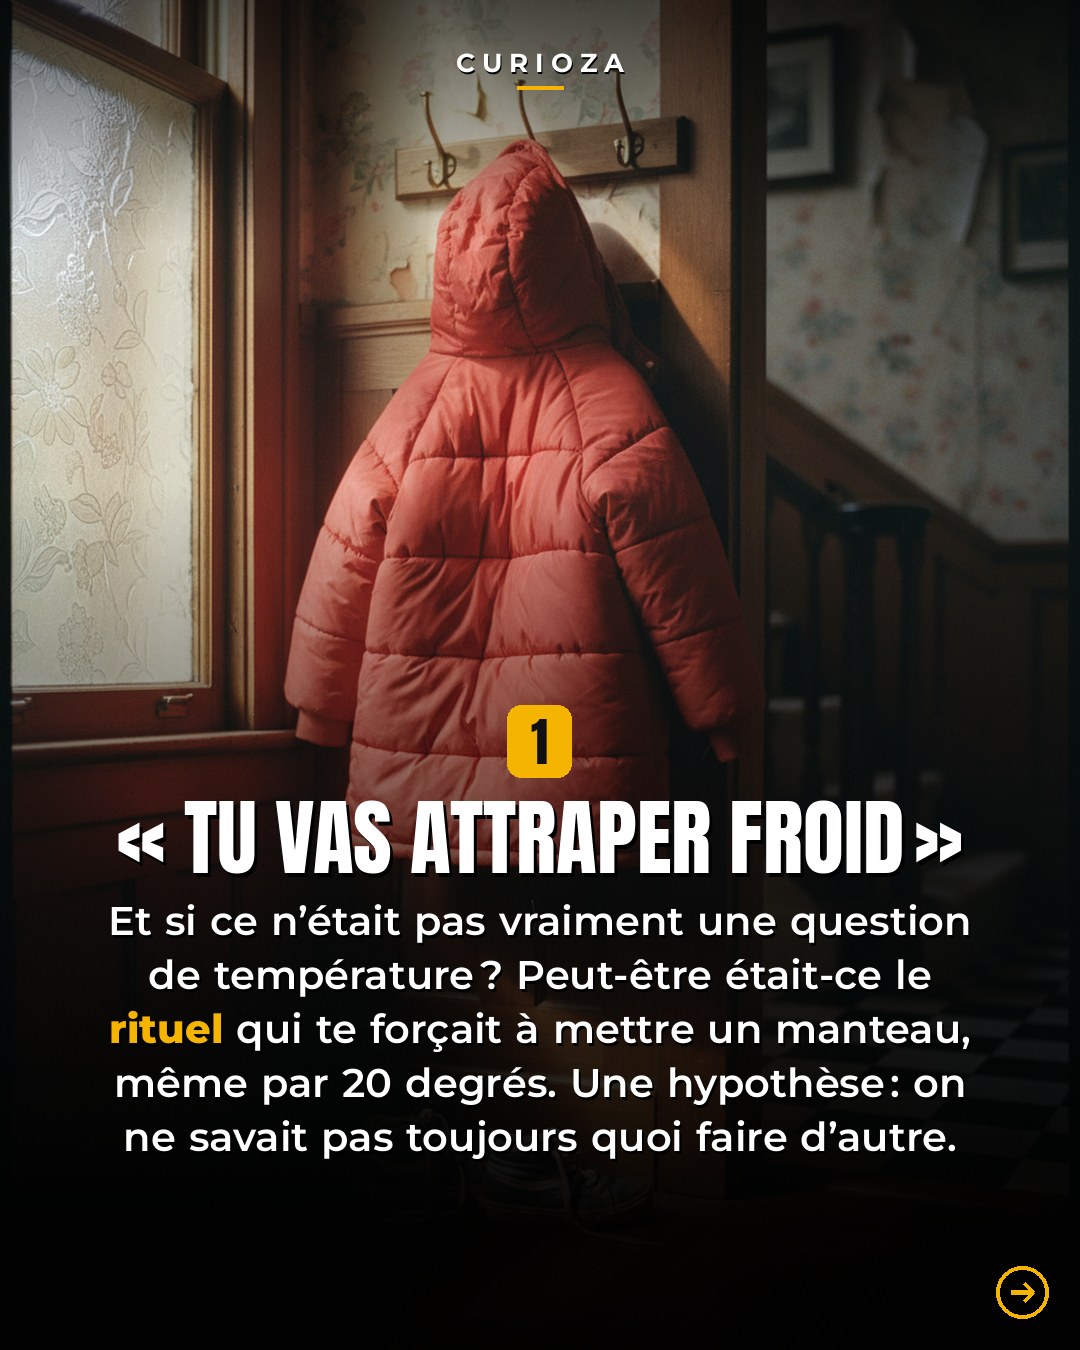 CURIOZA
1
« TU VAS ATTRAPER FROID »
Et si ce n’était pas vraiment une question
de température ? Peut-être était-ce le
rituel qui te forçait à mettre un manteau,
même par 20 degrés. Une hypothèse : on
ne savait pas toujours quoi faire d’autre.